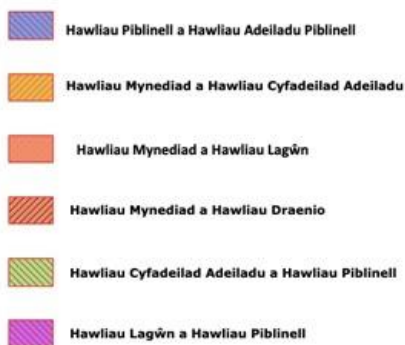 Hawliau Piblinell a Hawliau Adeiladu Piblinell
Hawliau Mynediad a Hawliau Cyfadeilad Adeiladu
Hawliau Mynediad a Hawliau Lagŵn
Hawliau Mynediad a Hawliau Draenio
Hawliau Cyfadeilad Adeiladu a Hawliau Piblinell
Hawliau Lagŵn a Hawliau Piblinell